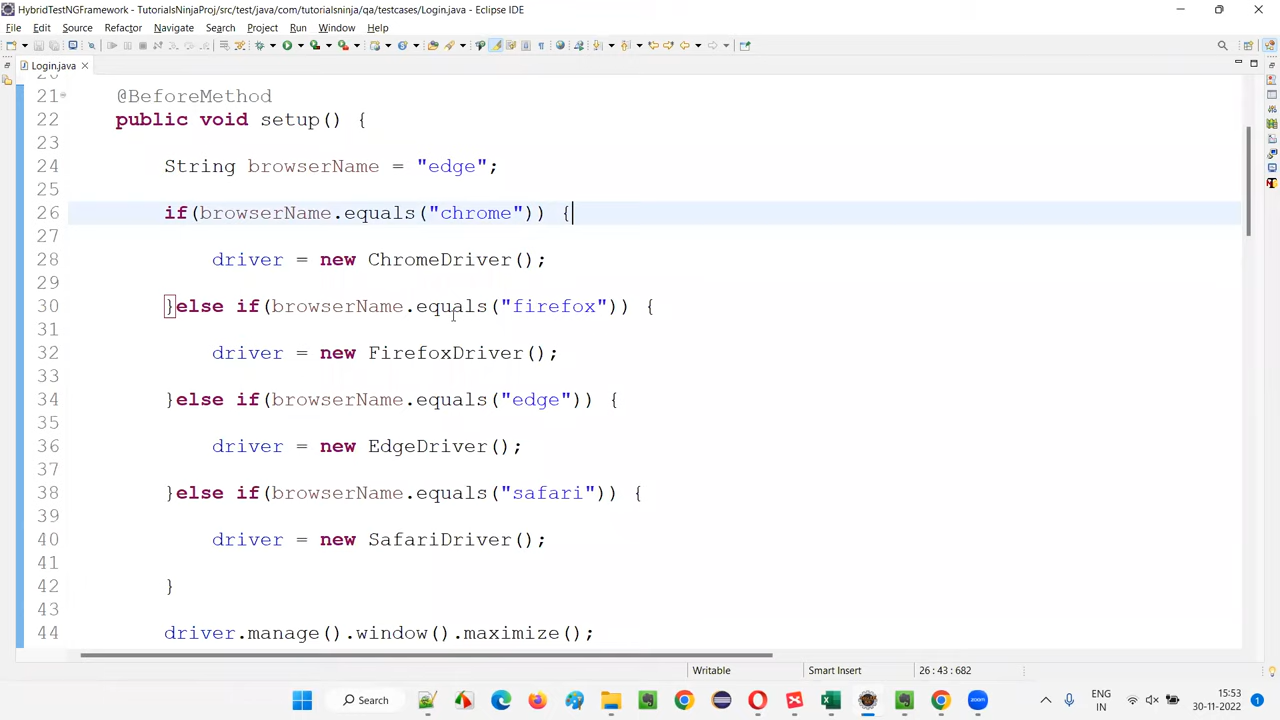 HybridTestNGFramework - TutorialsNinjaProj/src/test/java/com/tutorialsninja/qa/testcases/Login.java - Eclipse IDE
File Edit Source Refactor Navigate Search Project Run Window Help
Login.java
21 @BeforeMethod
22 public void setup() {
23
24 String browserName = "edge";
25
26 if(browserName.equals("chrome")) {
27
28 driver = new ChromeDriver();
29
30 }else if(browserName.equals("firefox")) {
31
32 driver = new FirefoxDriver();
33
34 }else if(browserName.equals("edge")) {
35
36 driver = new EdgeDriver();
37
38 }else if(browserName.equals("safari")) {
39
40 driver = new SafariDriver();
41
42 }
43
44 driver.manage().window().maximize();
Writable Smart Insert 26 : 43 : 682
Search ENG IN 15:53 30-11-2022